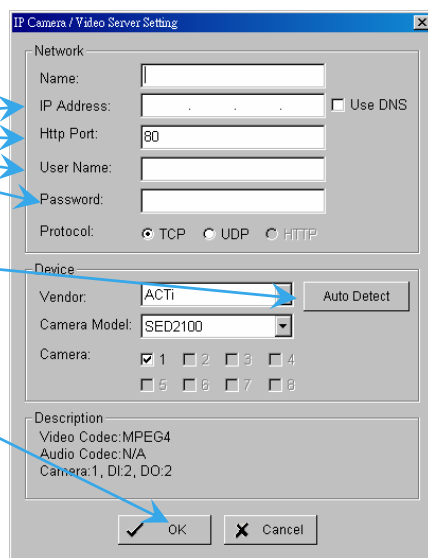 IP Camera / Video Server Setting
Network
Name:
IP Address: . . . Use DNS
Http Port: 80
User Name:
Password:
Protocol: TCP UDP HTTP
Device
Vendor: ACTi Auto Detect
Camera Model: SED2100
Camera: 1 2 3 4
5 6 7 8
Description
Video Codec:MPEG4
Audio Codec:N/A
Camera:1, DI:2, DO:2
OK Cancel